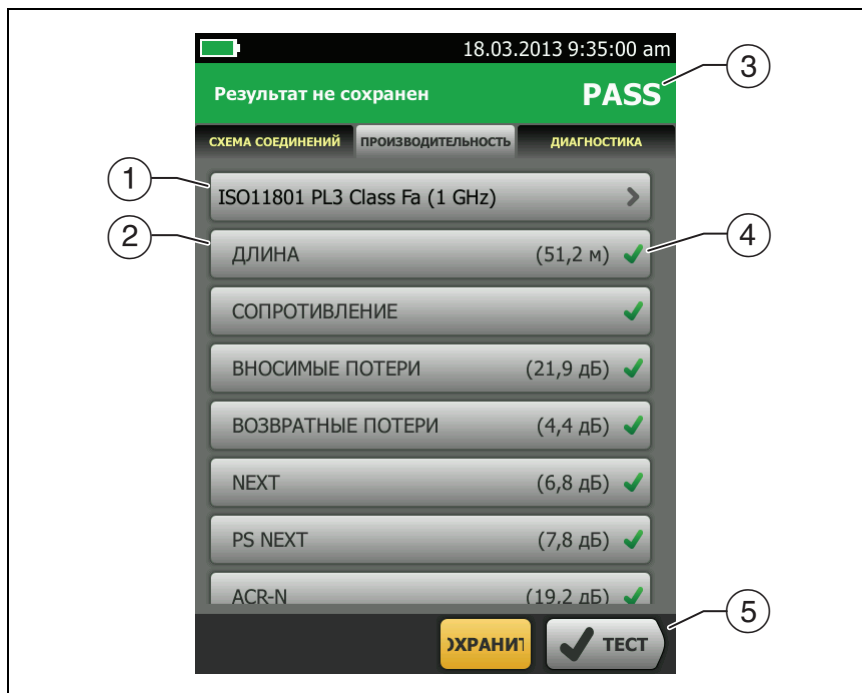 18.03.2013 9:35:00 am
Результат не сохранен PASS
СХЕМА СОЕДИНЕНИЙ ПРОИЗВОДИТЕЛЬНОСТЬ ДИАГНОСТИКА
ISO11801 PL3 Class Fa (1 GHz)
ДЛИНА (51,2 м)
СОПРОТИВЛЕНИЕ
ВНОСИМЫЕ ПОТЕРИ (21,9 дБ)
ВОЗВРАТНЫЕ ПОТЕРИ (4,4 дБ)
NEXT (6,8 дБ)
PS NEXT (7,8 дБ)
ACR-N (19,2 дБ)
ОХРАНИТ ТЕСТ
1
2
3
4
5